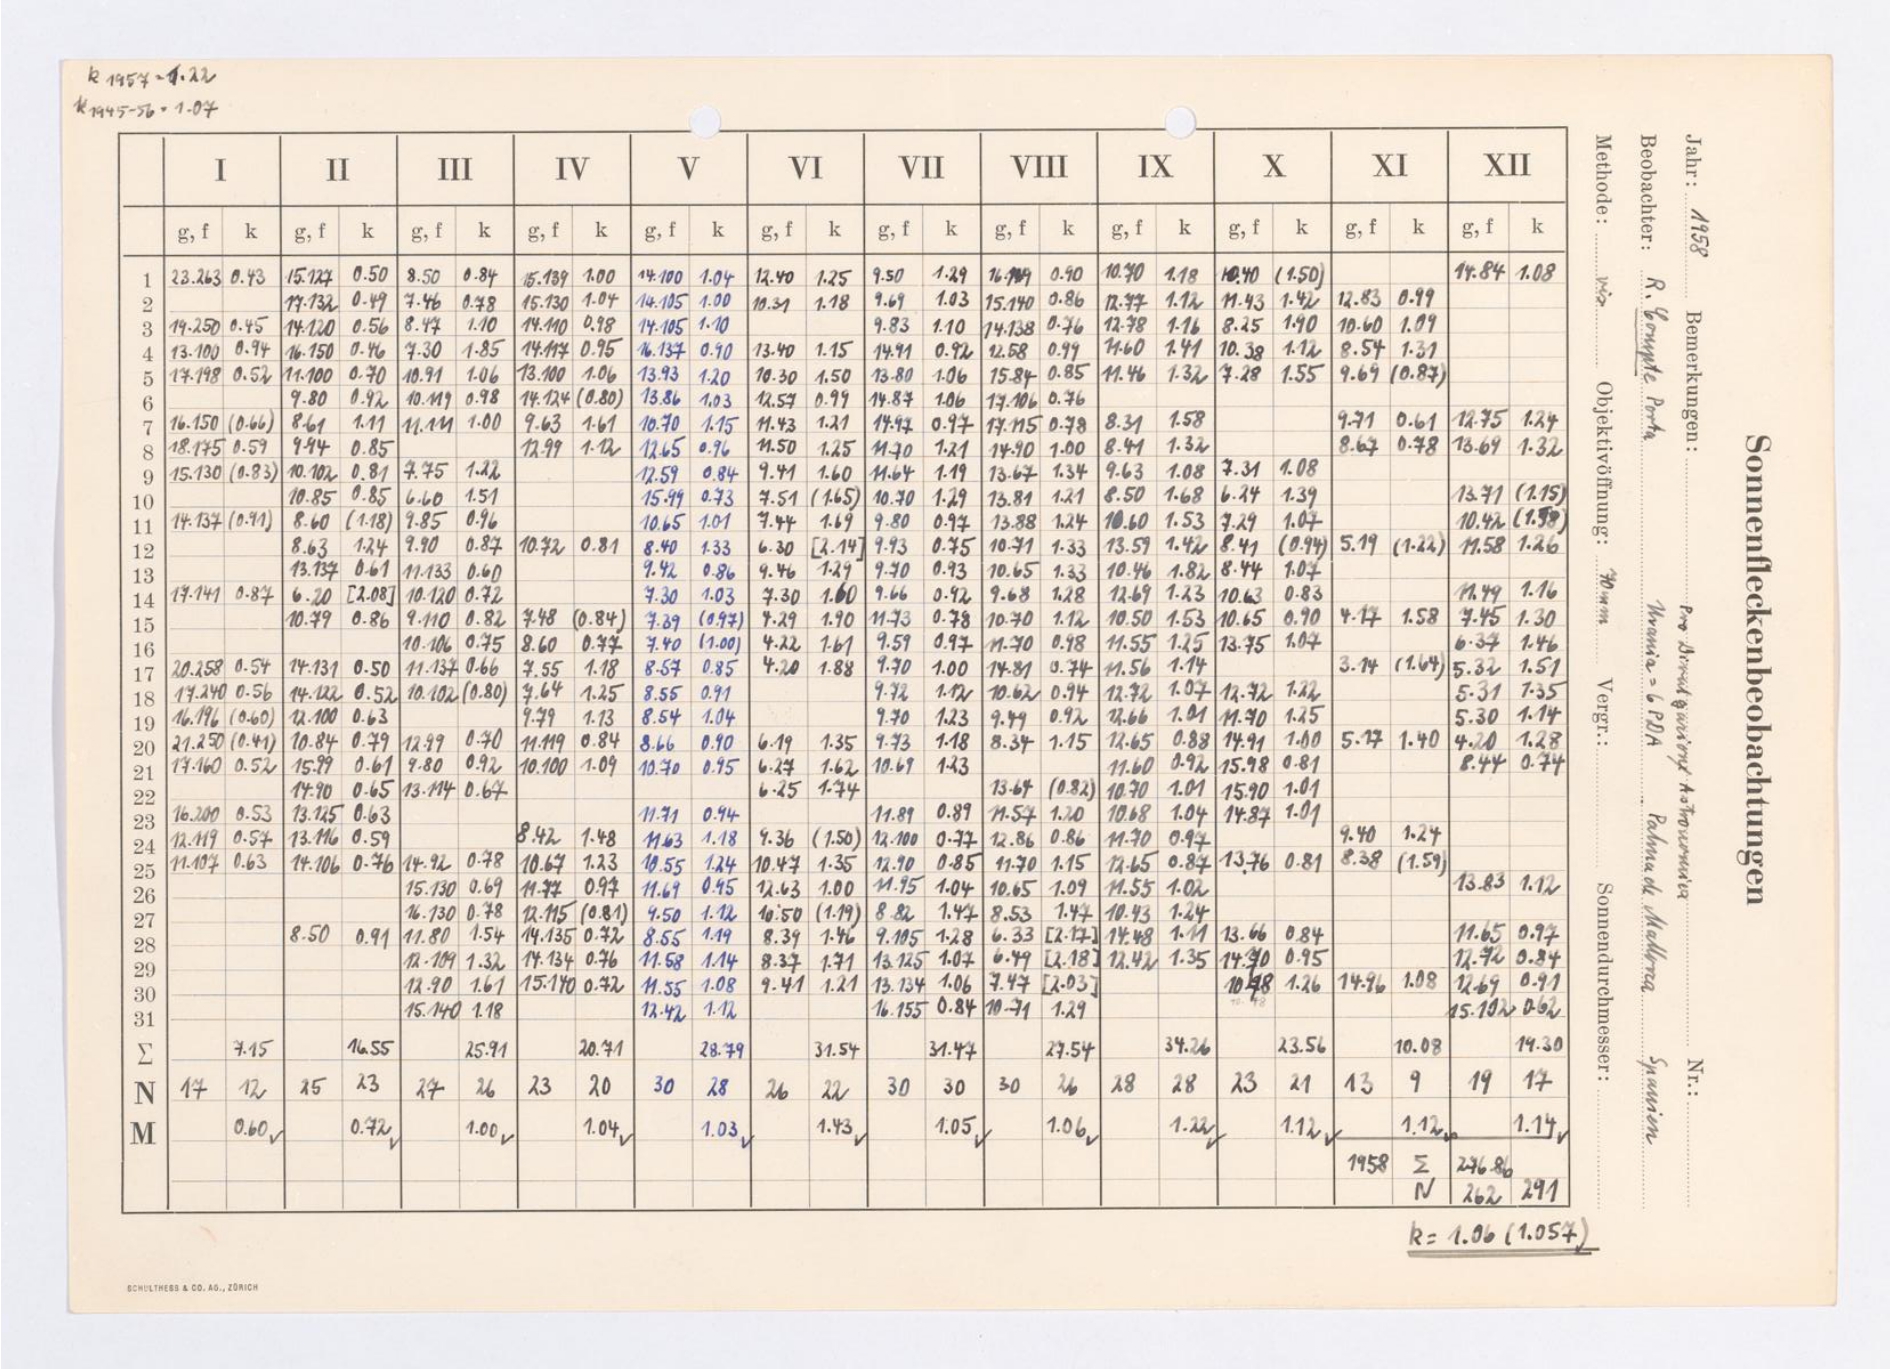 k 1957 = 1.22
k 1945-56 = 1.07
I II III IV V VI VII VIII IX X XI XII
g, f k g, f k g, f k g, f k g, f k g, f k g, f k g, f k g, f k g, f k g, f k g, f k
1 23.263 0.43 15.127 0.50 8.50 0.84 15.139 1.00 14.100 1.04 12.40 1.25 9.50 1.29 0.90 10.70 1.18 10.40 (1.50) 14.84 1.08
2 17.132 0.49 7.46 0.78 15.130 1.04 14.105 1.00 10.31 1.18 9.69 1.03 15.140 0.86 12.77 1.12 11.43 1.42 12.83 0.99
3 19.250 0.45 14.120 0.56 8.47 1.10 14.110 0.98 14.105 1.10 9.83 1.10 14.138 0.76 12.78 1.16 8.25 1.90 10.60 1.09
4 13.100 0.94 16.150 0.46 7.30 1.85 14.117 0.95 16.137 0.90 13.40 1.15 14.91 0.92 12.58 0.99 11.60 1.41 10.38 1.12 8.54 1.31
5 17.198 0.52 11.100 0.70 10.91 1.06 13.100 1.06 13.93 1.20 10.30 1.50 13.80 1.06 15.84 0.85 11.46 1.32 7.28 1.55 9.69 (0.87)
6 9.80 0.92 10.119 0.98 14.124 (0.80) 13.86 1.03 12.57 0.99 14.87 1.06 17.106 0.76
7 16.150 (0.66) 8.61 1.11 11.111 1.00 9.63 1.61 10.70 1.15 11.43 1.21 14.97 0.97 17.115 0.78 8.31 1.58 9.71 0.61 12.75 1.24
8 18.175 0.59 9.94 0.85 12.99 1.12 12.65 0.96 11.50 1.25 11.70 1.21 14.90 1.00 8.41 1.32 8.67 0.78 13.69 1.32
9 15.130 (0.83) 10.102 0.81 7.75 1.22 12.59 0.84 9.41 1.60 11.64 1.19 13.67 1.34 9.63 1.08 7.31 1.08
10 10.85 0.85 6.60 1.51 15.99 0.73 7.51 (1.65) 10.70 1.29 13.81 1.21 8.50 1.68 6.24 1.39 13.71 (1.15)
11 14.137 (0.91) 8.60 (1.18) 9.85 0.96 10.65 1.01 7.44 1.69 9.80 0.97 13.88 1.24 10.60 1.53 7.29 1.07 10.42
12 8.63 1.24 9.90 0.87 10.72 0.81 8.40 1.33 6.30 [2.14] 9.93 0.75 10.71 1.33 13.59 1.42 8.41 (0.94) 5.19 (1.22) 11.58 1.26
13 13.137 0.61 11.133 0.60 9.42 0.86 9.46 1.29 9.70 0.93 10.65 1.33 10.46 1.82 8.44 1.07
14 17.141 0.87 6.20 [2.08] 10.120 0.72 7.30 1.03 7.30 1.60 9.66 0.92 9.68 1.28 12.69 1.23 10.63 0.83 11.49 1.16
15 10.79 0.86 9.110 0.82 7.48 (0.84) 7.39 (0.97) 4.29 1.90 11.73 0.78 10.70 1.12 10.50 1.53 10.65 0.90 4.17 1.58 7.45 1.30
16 10.106 0.75 8.60 0.77 7.40 (1.00) 4.22 1.61 9.59 0.97 11.70 0.98 11.55 1.25 13.75 1.07 6.37 1.46
17 20.258 0.54 14.131 0.50 11.137 0.66 7.55 1.18 8.57 0.85 4.20 1.88 9.70 1.00 14.81 0.74 11.56 1.14 3.14 (1.64) 5.32 1.51
18 17.240 0.56 14.122 0.52 10.102 (0.80) 7.64 1.25 8.55 0.91 9.72 1.12 10.62 0.94 12.72 1.07 12.72 1.22 5.31 1.35
19 16.196 (0.60) 12.100 0.63 9.79 1.13 8.54 1.04 9.70 1.23 9.49 0.92 12.66 1.01 11.70 1.25 5.30 1.14
20 21.250 (0.41) 10.84 0.79 12.99 0.70 11.119 0.84 8.66 0.90 6.19 1.35 9.73 1.18 8.34 1.15 12.65 0.88 14.91 1.00 5.17 1.40 4.20 1.28
21 17.160 0.52 15.99 0.61 9.80 0.92 10.100 1.09 10.70 0.95 6.27 1.62 10.69 1.23 11.60 0.92 15.98 0.81 8.44 0.74
22 14.90 0.65 13.114 0.67 6.25 1.74 13.64 (0.82) 10.70 1.01 15.90 1.01
23 16.200 0.53 13.125 0.63 11.71 0.94 11.89 0.89 11.57 1.20 10.68 1.04 14.87 1.01
24 12.119 0.57 13.116 0.59 8.42 1.48 11.63 1.18 9.36 (1.50) 12.100 0.77 12.86 0.86 11.70 0.97 9.40 1.24
25 11.107 0.63 14.106 0.76 14.92 0.78 10.67 1.23 10.55 1.24 10.47 1.35 12.90 0.85 11.70 1.15 12.65 0.87 13.76 0.81 8.38 (1.59)
26 15.130 0.69 11.77 0.97 11.69 0.95 12.63 1.00 11.95 1.04 10.65 1.09 11.55 1.02 13.83 1.12
27 16.130 0.78 12.115 (0.81) 9.50 1.12 10.50 (1.19) 8.82 1.47 8.53 1.47 10.43 1.24
28 8.50 0.91 11.80 1.54 14.135 0.72 8.55 1.19 8.39 1.46 9.105 1.28 6.33 [2.17] 14.48 1.11 13.66 0.84 11.65 0.97
29 12.109 1.32 14.134 0.76 11.58 1.14 8.37 1.71 13.125 1.07 6.49 [2.18] 12.42 1.35 14.90 0.95 12.72 0.84
30 12.90 1.61 15.140 0.72 11.55 1.08 9.41 1.21 13.134 1.06 7.47 [2.03] 1.26 14.96 1.08 12.69 0.91
31 15.140 1.18 12.42 1.12 16.155 0.84 10.71 1.29 15.102 0.62
Σ 7.15 16.55 25.91 20.71 28.79 31.54 31.47 27.54 34.26 23.56 10.08 19.30
N 17 12 25 23 27 26 23 20 30 28 26 22 30 30 30 26 28 28 23 21 13 9 19 17
M 0.60✓ 0.72✓ 1.00✓ 1.04✓ 1.03✓ 1.43✓ 1.05✓ 1.06✓ 1.22✓ 1.12✓ 1.12✓ 1.14✓
1958 Σ 276.86
N 262 291
k = 1.06 (1.057)
SCHULTHESS & CO. AG., ZÜRICH
Sonnenfleckenbeobachtungen
Jahr: 1958 Bemerkungen: Nr.:
Beobachter: R. Compte Porta Urania = 6 PDA Palma de Mallorca Spanien
Methode: vis Objektivöffnung: 70mm Vergr.: Sonnendurchmesser: